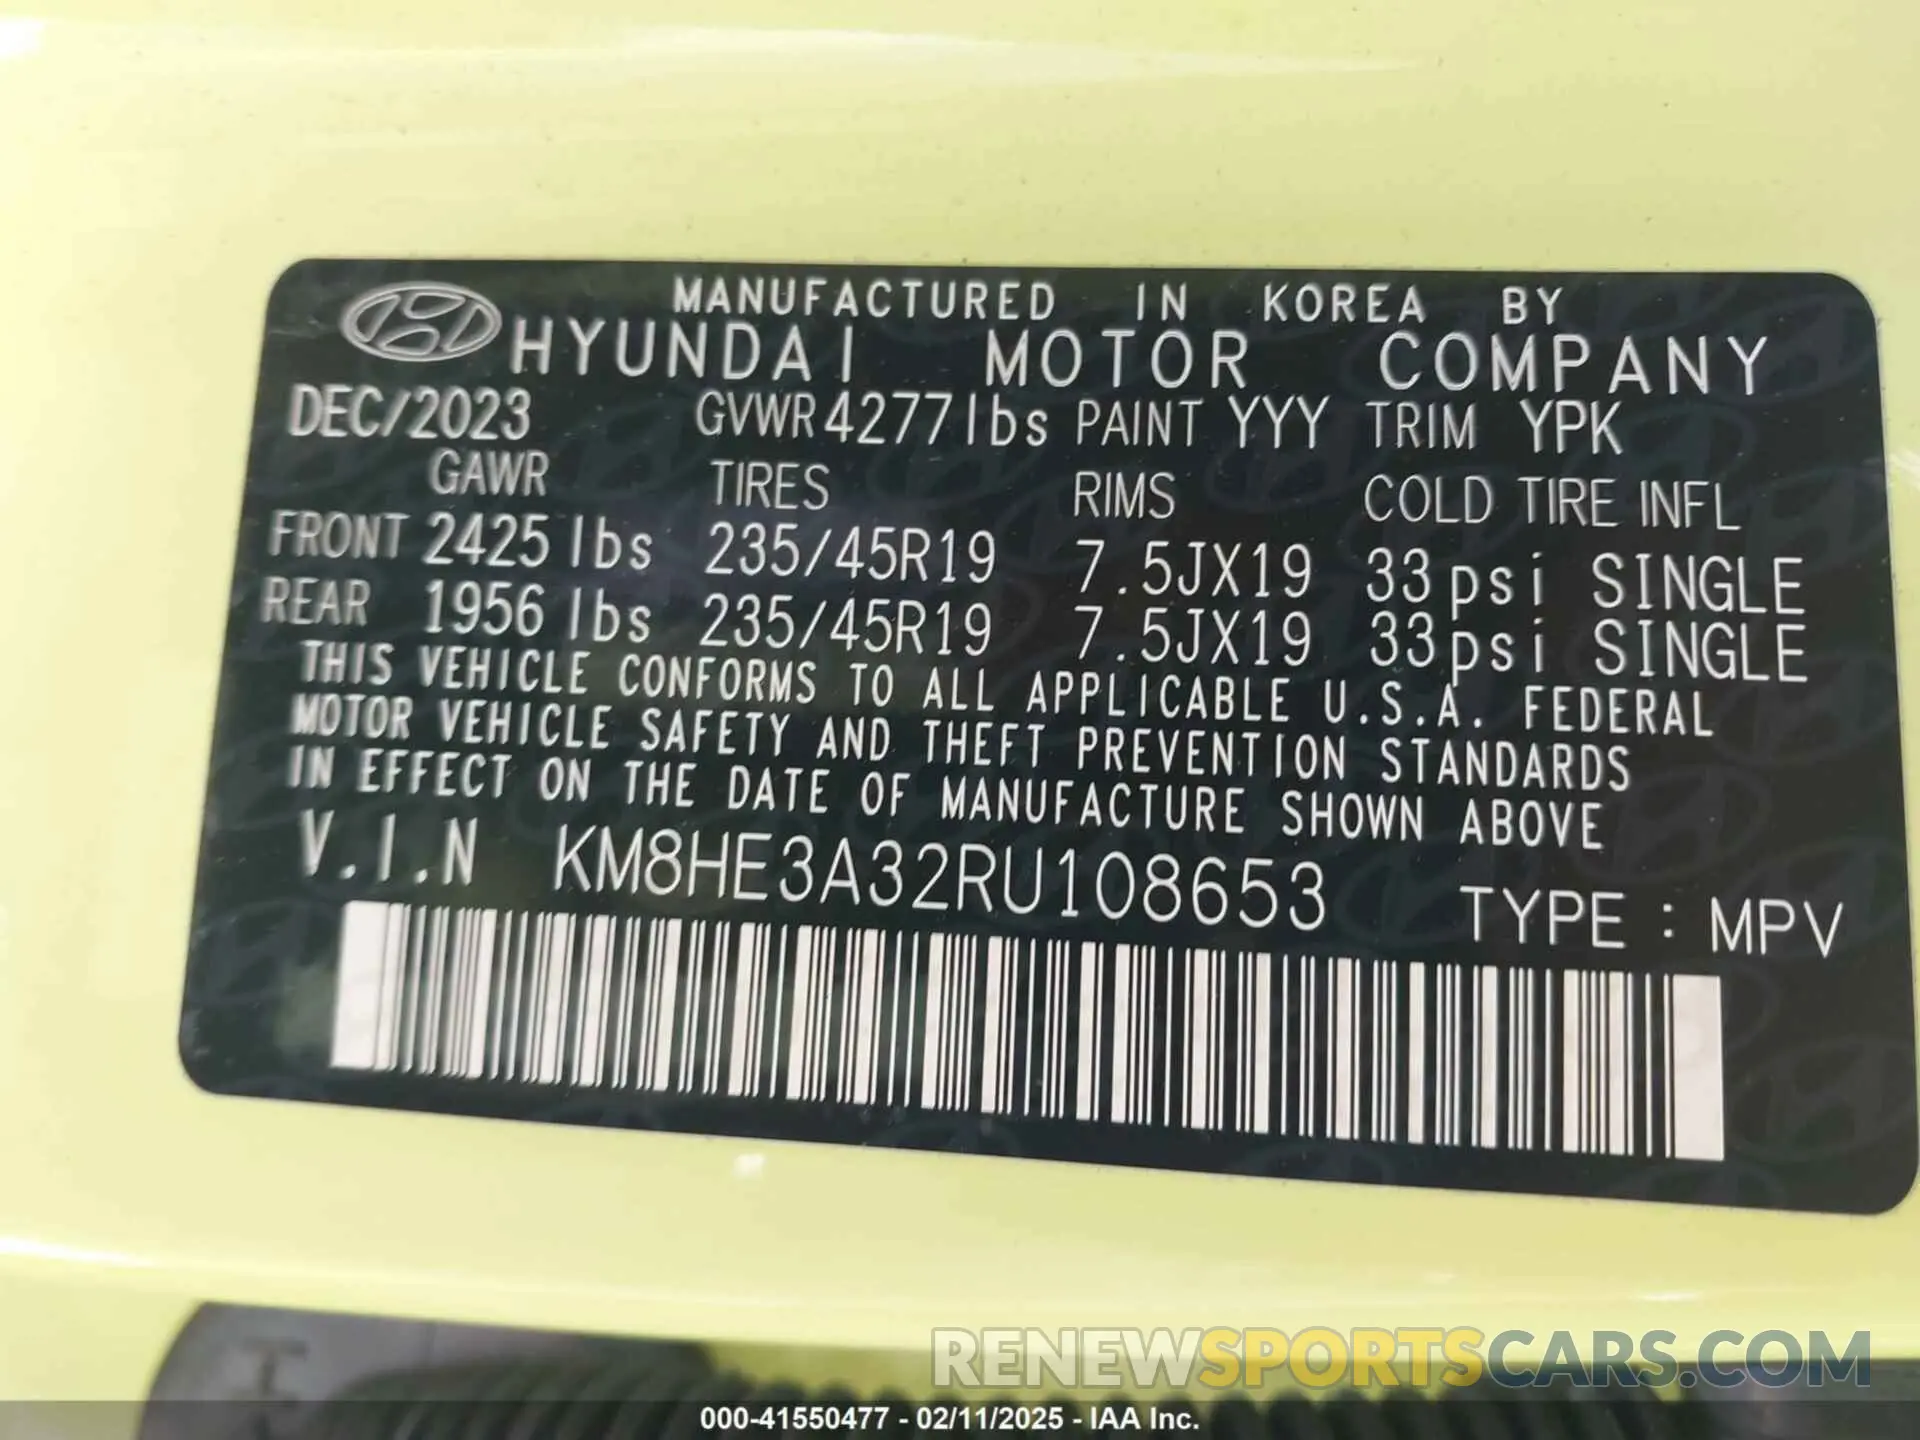 MANUFACTURED IN KOREA BY
HYUNDAI MOTOR COMPANY
DEC/2023 GVWR 4277 lbs PAINT YYY TRIM YPK
GAWR TIRES RIMS COLD TIRE INFL
FRONT 2425 lbs 235/45R19 7.5JX19 33psi SINGLE
REAR 1956 lbs 235/45R19 7.5JX19 33psi SINGLE
THIS VEHICLE CONFORMS TO ALL APPLICABLE U.S.A. FEDERAL
MOTOR VEHICLE SAFETY AND THEFT PREVENTION STANDARDS
IN EFFECT ON THE DATE OF MANUFACTURE SHOWN ABOVE
V.I.N KM8HE3A32RU108653 TYPE : MPV
RENEWSPORTSCARS.COM
000-41550477 - 02/11/2025 - IAA Inc.